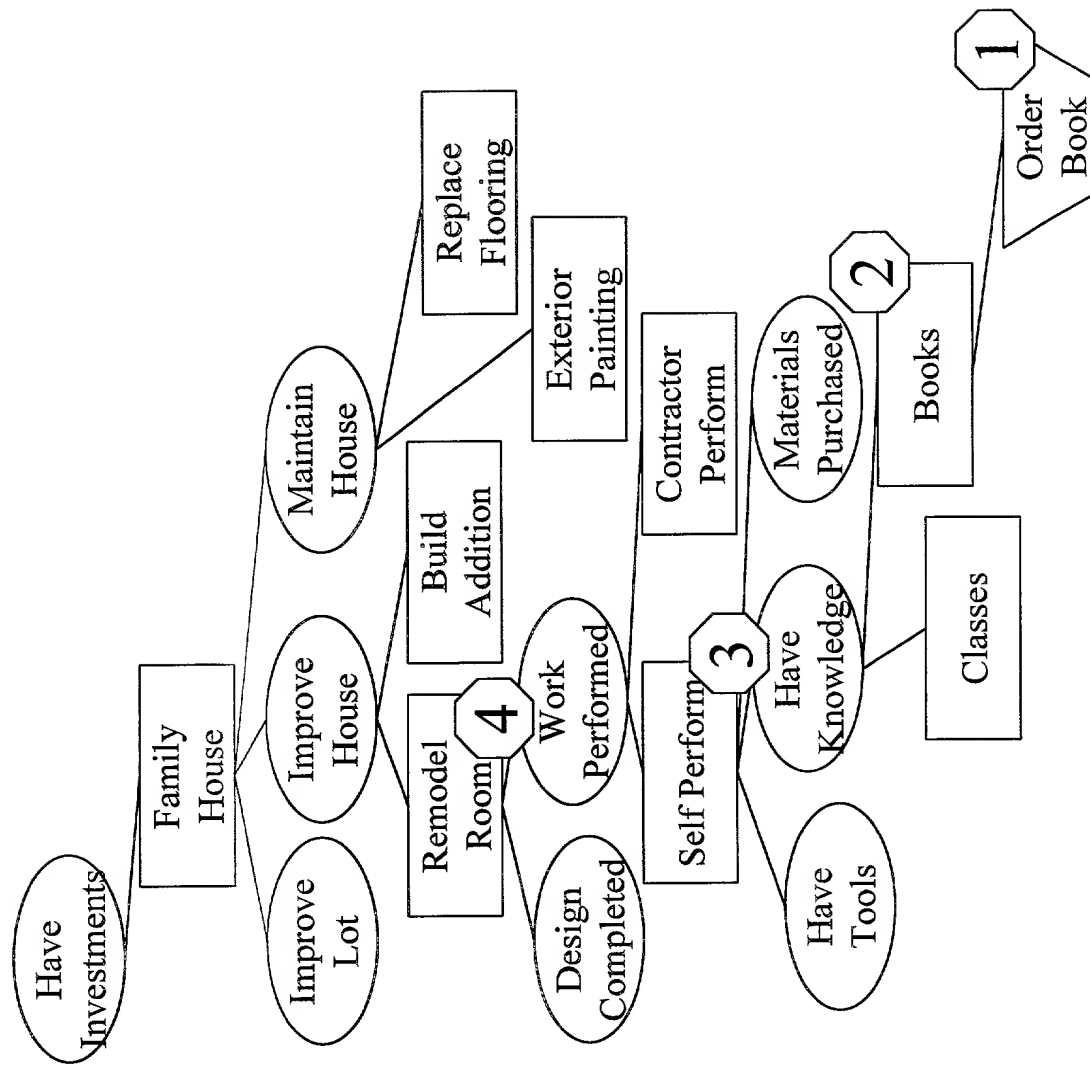 Have
Investments
Family
House
Improve
Lot
Improve
House
Maintain
House
Remodel
Room
Build
Addition
Replace
Flooring
4
Design
Completed
Work
Performed
Exterior
Painting
Self Perform
Contractor
Perform
3
Have
Tools
Have
Knowledge
Materials
Purchased
2
Classes
Books
1
Order
Book